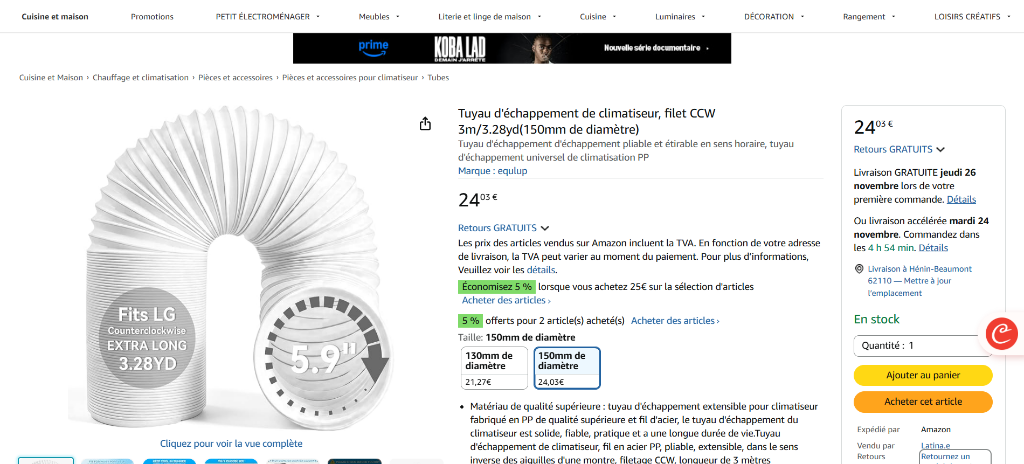 Cuisine et maison
Promotions
PETIT ÉLECTROMÉNAGER
Meubles
Literie et linge de maison
Cuisine
Luminaires
DÉCORATION
Rangement
LOISIRS CRÉATIFS
prime
KOBA LAD
DEMAIN J'ARRÊTE
Nouvelle série documentaire ›
Cuisine et Maison › Chauffage et climatisation › Pièces et accessoires › Pièces et accessoires pour climatiseur › Tubes
Fits LG
Counterclockwise
EXTRA LONG
3.28YD
5.9"
Cliquez pour voir la vue complète
Tuyau d'échappement de climatiseur, filet CCW
3m/3.28yd(150mm de diamètre)
Tuyau d'échappement d'échappement pliable et étirable en sens horaire, tuyau
d'échappement universel de climatisation PP
Marque : equlup
24 03 €
Retours GRATUITS
Les prix des articles vendus sur Amazon incluent la TVA. En fonction de votre adresse
de livraison, la TVA peut varier au moment du paiement. Pour plus d'informations,
Veuillez voir les détails.
Économisez 5 % lorsque vous achetez 25€ sur la sélection d'articles
Acheter des articles ›
5 % offerts pour 2 article(s) acheté(s) Acheter des articles ›
Taille: 150mm de diamètre
130mm de
diamètre
21,27€
150mm de
diamètre
24,03€
• Matériau de qualité supérieure : tuyau d'échappement extensible pour climatiseur
fabriqué en PP de qualité supérieure et fil d'acier, le tuyau d'échappement du
climatiseur est solide, fiable, pratique et a une longue durée de vie.Tuyau
d'échappement de climatiseur, fil en acier PP, pliable, extensible, dans le sens
inverse des aiguilles d'une montre, filetage CCW, longueur de 3 mètres
24 03 €
Retours GRATUITS
Livraison GRATUITE jeudi 26
novembre lors de votre
première commande. Détails
Ou livraison accélérée mardi 24
novembre. Commandez dans
les 4 h 54 min. Détails
Livraison à Hénin-Beaumont
62110 — Mettre à jour
l'emplacement
En stock
Quantité : 1
Ajouter au panier
Acheter cet article
Expédié par Amazon
Vendu par Latina.e
Retours Retournez un